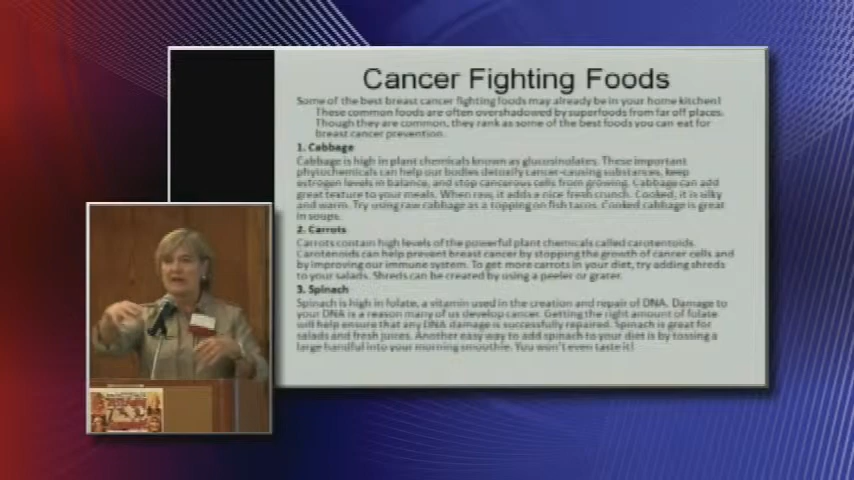 Cancer Fighting Foods
Some of the best breast cancer fighting foods may already be in your home kitchen!
These common foods are often overshadowed by superfoods from far off places.
Though they are common, they rank as some of the best foods you can eat for
breast cancer prevention.
1. Cabbage
Cabbage is high in plant chemicals known as glucosinolates. These important
phytochemicals can help our bodies detoxify cancer-causing substances, keep
estrogen levels in balance, and stop cancerous cells from growing. Cabbage can add
great texture to your meals. When raw, it adds a nice fresh crunch. Cooked, it is silky
and warm. Try using raw cabbage as a topping on fish tacos. Cooked cabbage is great
in soups.
2. Carrots
Carrots contain high levels of the powerful plant chemicals called carotentoids.
Carotenoids can help prevent breast cancer by stopping the growth of cancer cells and
by improving our immune system. To get more carrots in your diet, try adding shreds
to your salads. Shreds can be created by using a peeler or grater.
3. Spinach
Spinach is high in folate, a vitamin used in the creation and repair of DNA. Damage to
your DNA is a reason many of us develop cancer. Getting the right amount of folate
will help ensure that any DNA damage is successfully repaired. Spinach is great for
salads and fresh juices. Another easy way to add spinach to your diet is by tossing a
large handful into your morning smoothie. You won't even taste it!